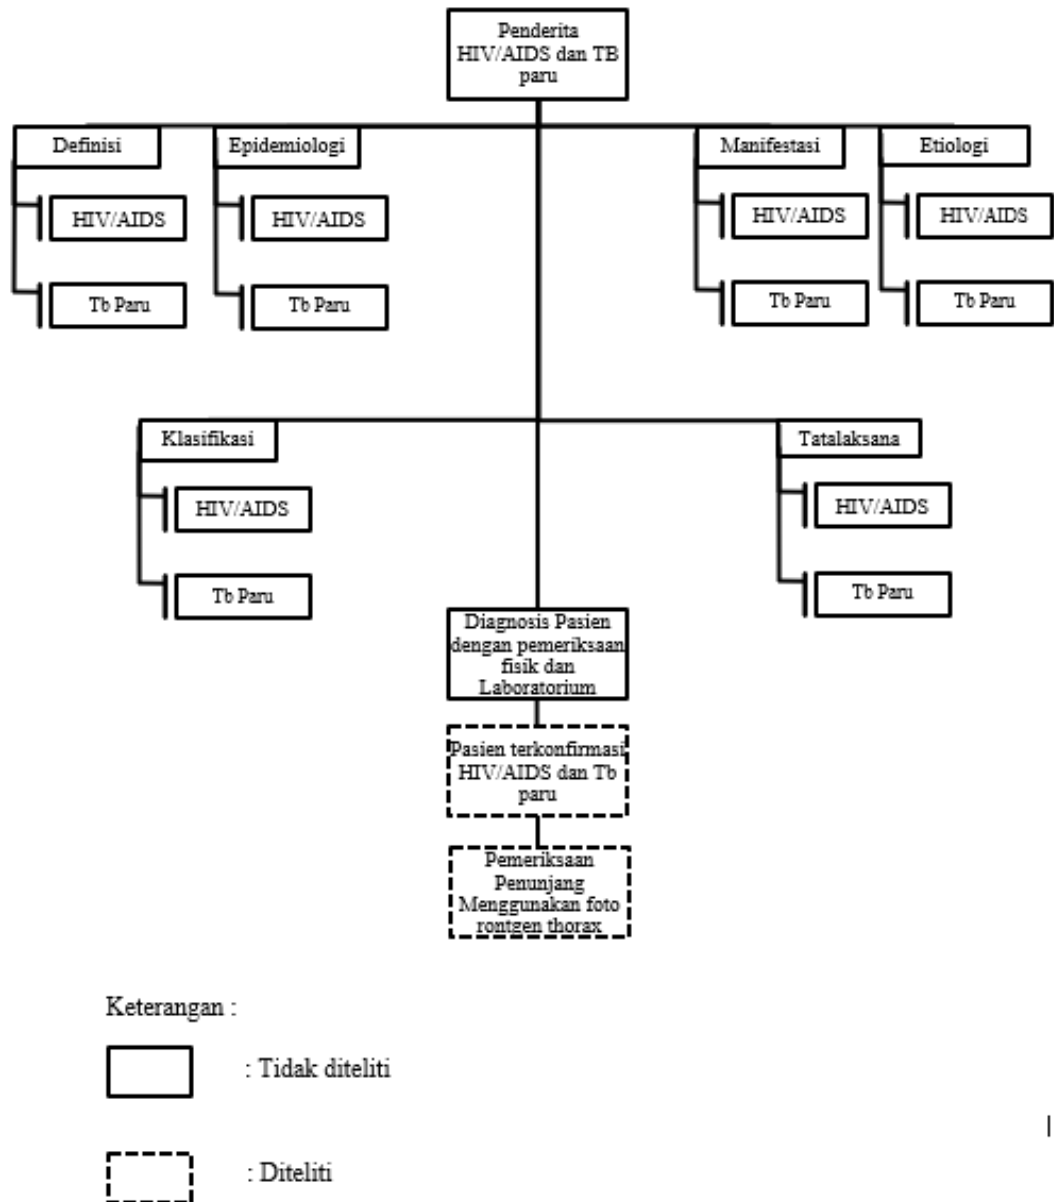 Penderita
HIV/AIDS dan TB
paru
Definisi
Epidemiologi
Manifestasi
Etiologi
HIV/AIDS
HIV/AIDS
HIV/AIDS
HIV/AIDS
Tb Paru
Tb Paru
Tb Paru
Tb Paru
Klasifikasi
Tatalaksana
HIV/AIDS
HIV/AIDS
Tb Paru
Tb Paru
Diagnosis Pasien
dengan pemeriksaan
fisik dan
Laboratorium
Pasien terkonfirmasi
HIV/AIDS dan Tb
paru
Pemeriksaan
Penunjang
Menggunakan foto
rontgen thorax
Keterangan :
: Tidak diteliti
: Diteliti